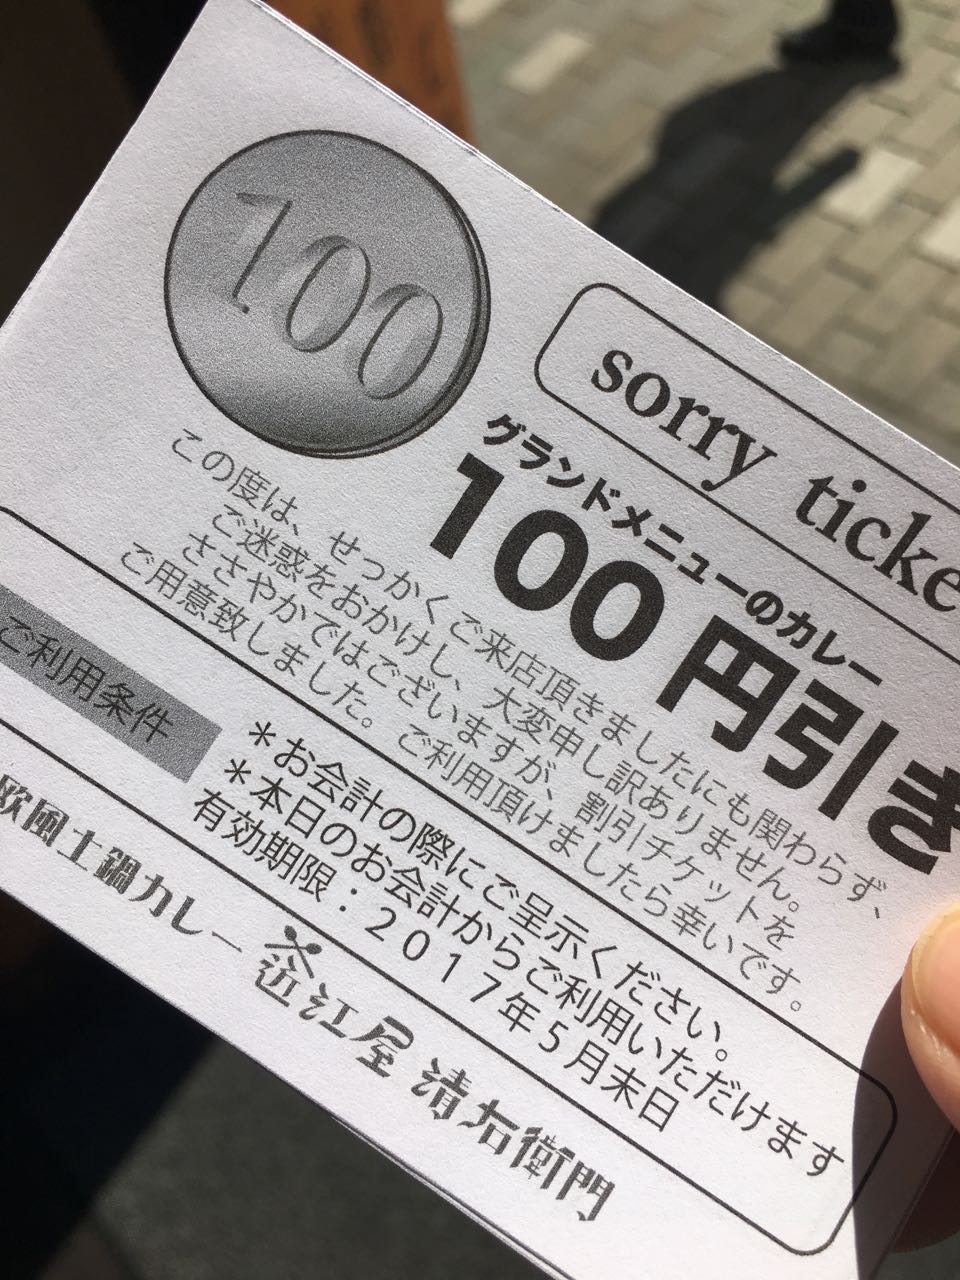 100
sorry ticke
グランドメニューのカレー
100円引き
この度は、せっかくご来店頂きましたにも関わらず、
ご迷惑をおかけし、大変申し訳ありません。
ささやかではございますが、割引チケットを
ご用意致しました。ご利用頂けましたら幸いです。
ご利用条件
＊お会計の際にご呈示ください。
＊本日のお会計からご利用いただけます
有効期限：２０１７年５月末日
欧風土鍋カレー 近江屋 清右衛門